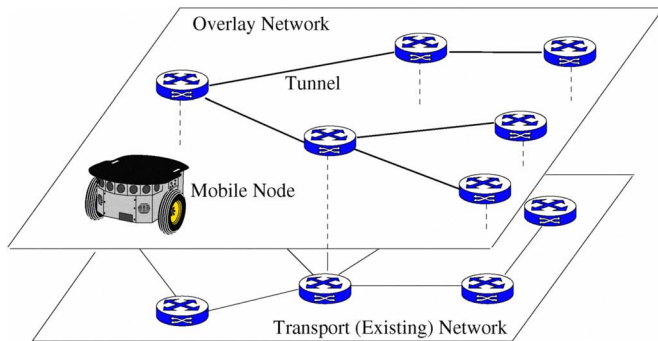 Overlay Network
Tunnel
Mobile Node
Transport (Existing) Network